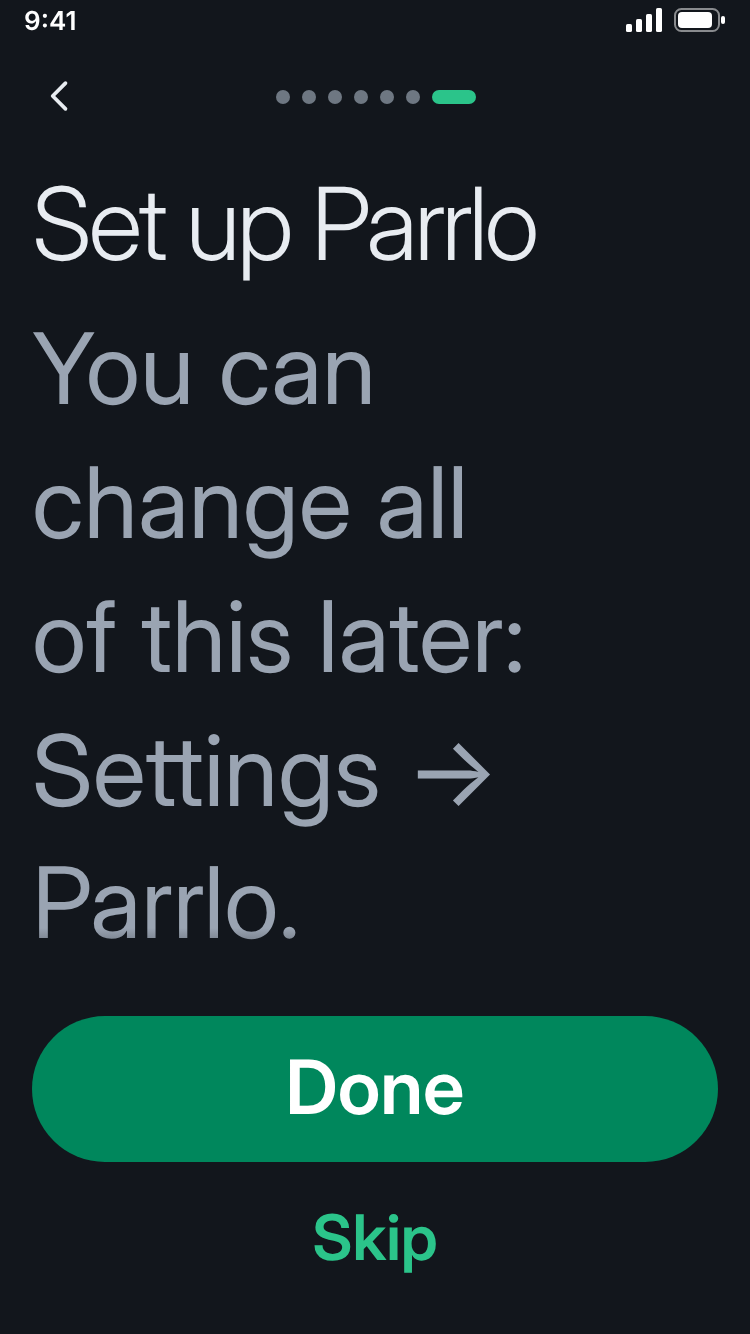 9:41
Set up Parrlo
You can
change all
of this later:
Settings →
Parrlo.
Done
Skip